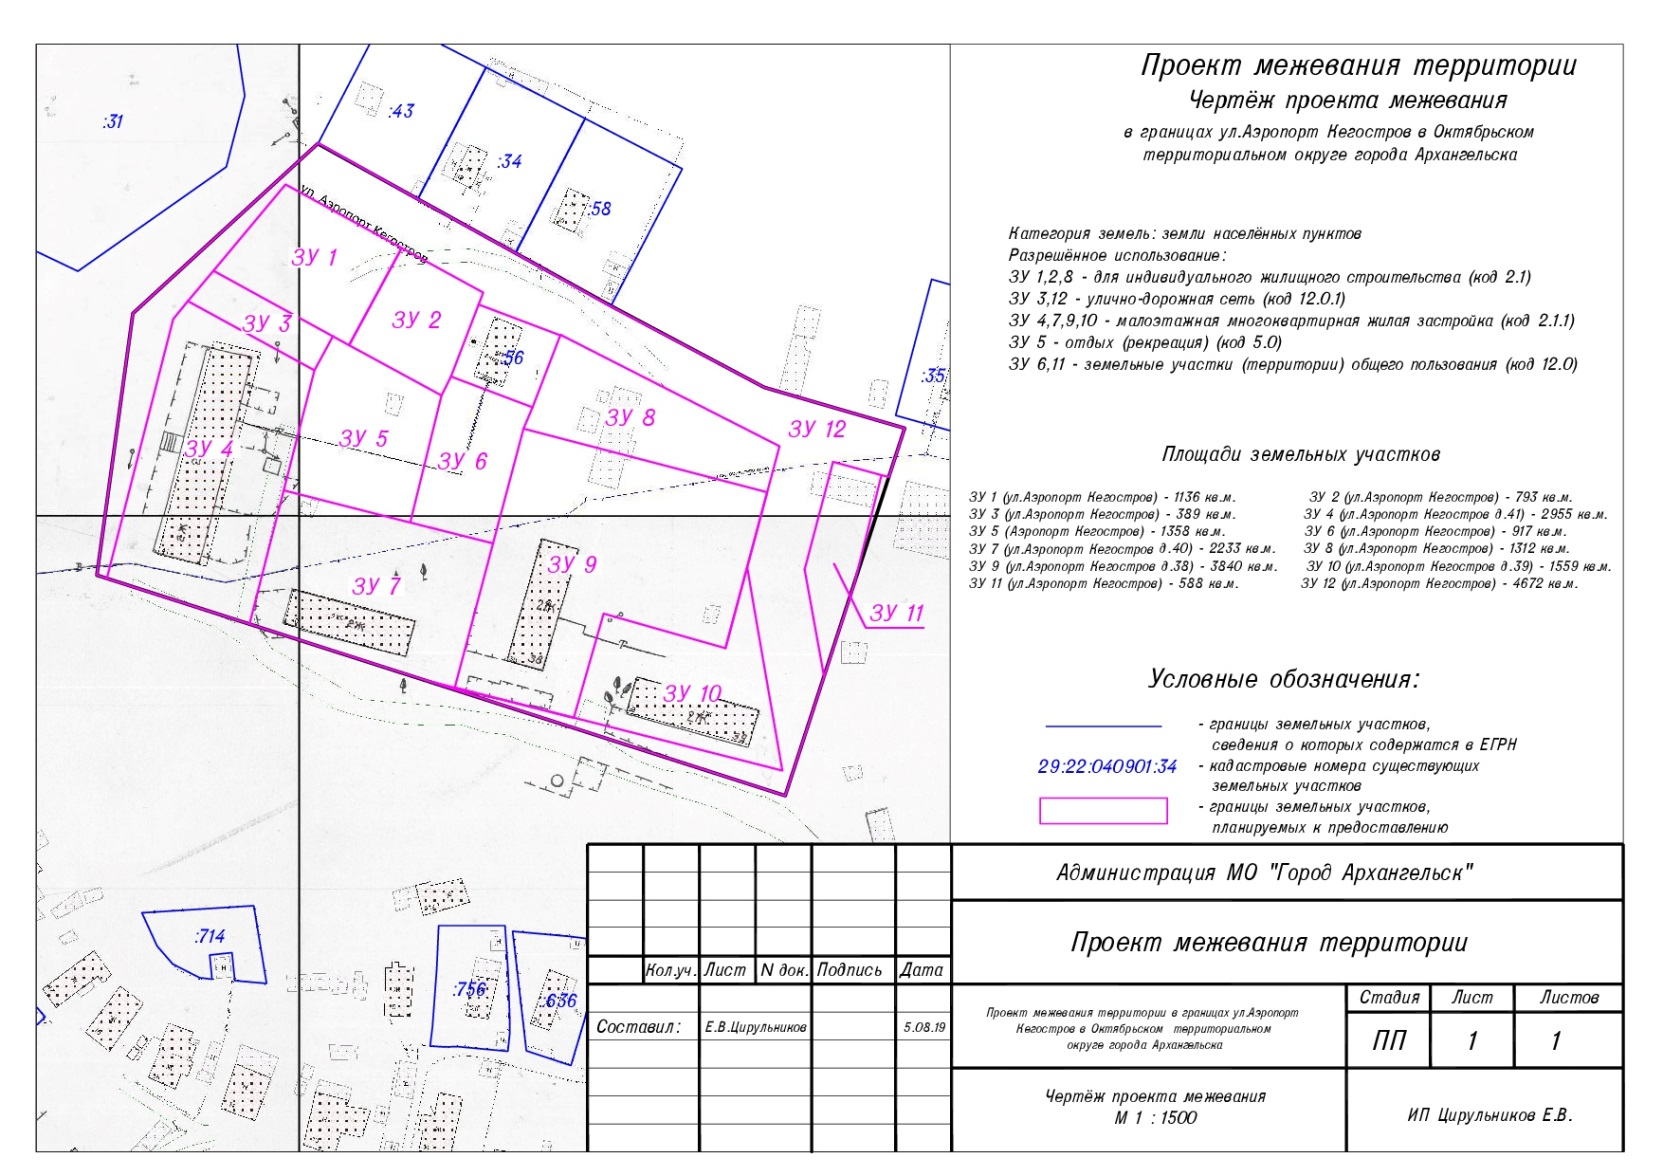 Проект межевания территории
Чертёж проекта межевания
в границах ул.Аэропорт Кегостров в Октябрьском
территориальном округе города Архангельска
Категория земель: земли населённых пунктов
Разрешённое использование:
ЗУ 1,2,8 - для индивидуального жилищного строительства (код 2.1)
ЗУ 3,12 - улично-дорожная сеть (код 12.0.1)
ЗУ 4,7,9,10 - малоэтажная многоквартирная жилая застройка (код 2.1.1)
ЗУ 5 - отдых (рекреация) (код 5.0)
ЗУ 6,11 - земельные участки (территории) общего пользования (код 12.0)
Площади земельных участков
ЗУ 1 (ул.Аэропорт Кегостров) - 1136 кв.м.
ЗУ 2 (ул.Аэропорт Кегостров) - 793 кв.м.
ЗУ 3 (ул.Аэропорт Кегостров) - 389 кв.м.
ЗУ 4 (ул.Аэропорт Кегостров д.41) - 2955 кв.м.
ЗУ 5 (Аэропорт Кегостров) - 1358 кв.м.
ЗУ 6 (ул.Аэропорт Кегостров) - 917 кв.м.
ЗУ 7 (ул.Аэропорт Кегостров д.40) - 2233 кв.м.
ЗУ 8 (ул.Аэропорт Кегостров) - 1312 кв.м.
ЗУ 9 (ул.Аэропорт Кегостров д.38) - 3840 кв.м.
ЗУ 10 (ул.Аэропорт Кегостров д.39) - 1559 кв.м.
ЗУ 11 (ул.Аэропорт Кегостров) - 588 кв.м.
ЗУ 12 (ул.Аэропорт Кегостров) - 4672 кв.м.
Условные обозначения:
- границы земельных участков,
сведения о которых содержатся в ЕГРН
29:22:040901:34 - кадастровые номера существующих
земельных участков
- границы земельных участков,
планируемых к предоставлению
:31
:43
:34
:58
ул. Аэропорт Кегостров
ЗУ 1
ЗУ 2
ЗУ 3
:56
:35
ЗУ 4
ЗУ 5
ЗУ 6
ЗУ 8
ЗУ 12
ЗУ 7
ЗУ 9
38
ЗУ 11
ЗУ 10
39
:714
:756
:636
Администрация МО "Город Архангельск"
Проект межевания территории
Кол.уч. Лист N док. Подпись Дата
Составил: Е.В.Цирульников 5.08.19
Проект межевания территории в границах ул.Аэропорт
Кегостров в Октябрьском территориальном
округе города Архангельска
Стадия Лист Листов
ПП 1 1
Чертёж проекта межевания
М 1 : 1500
ИП Цирульников Е.В.